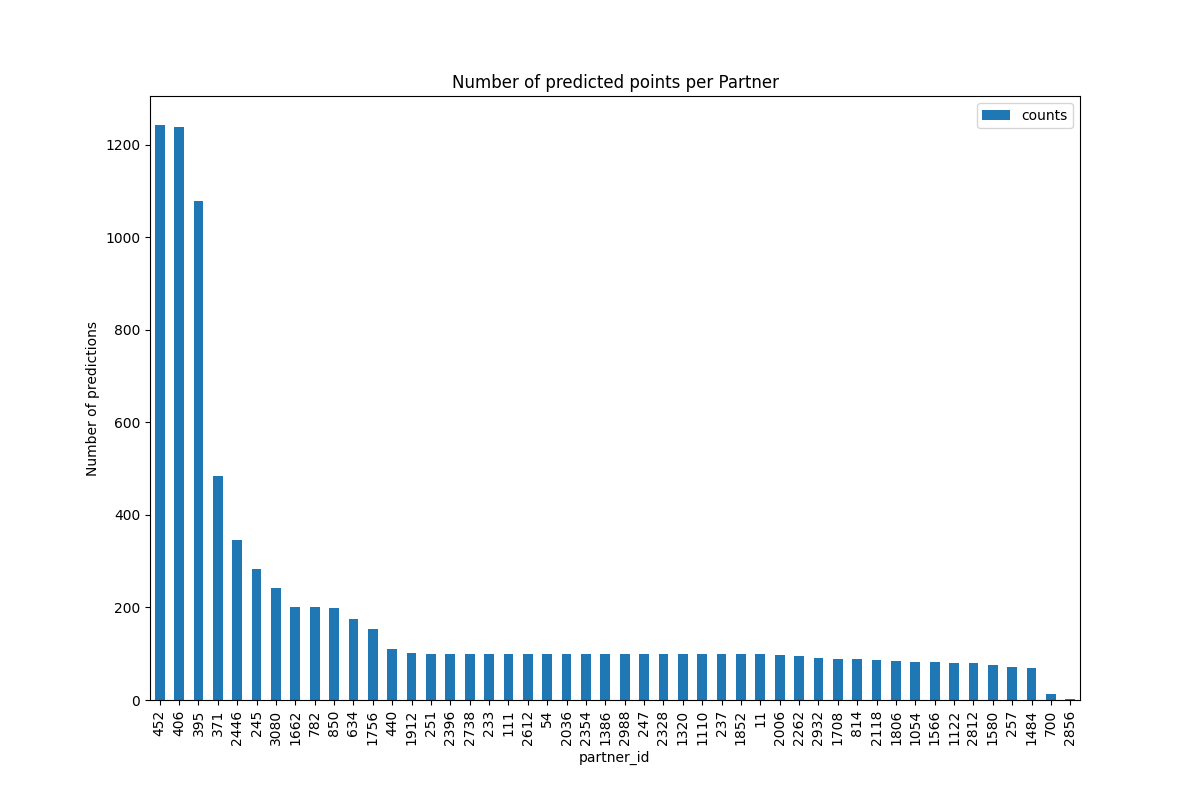 Number of predicted points per Partner
counts
Number of predictions
1200
1000
800
600
400
200
0
452 406 395 371 2446 245 3080 1662 782 850 634 1756 440 1912 251 2396 2738 233 111 2612 54 2036 2354 1386 2988 247 2328 1320 1110 237 1852 11 2006 2262 2932 1708 814 2118 1806 1054 1566 1122 2812 1580 257 1484 700 2856
partner_id